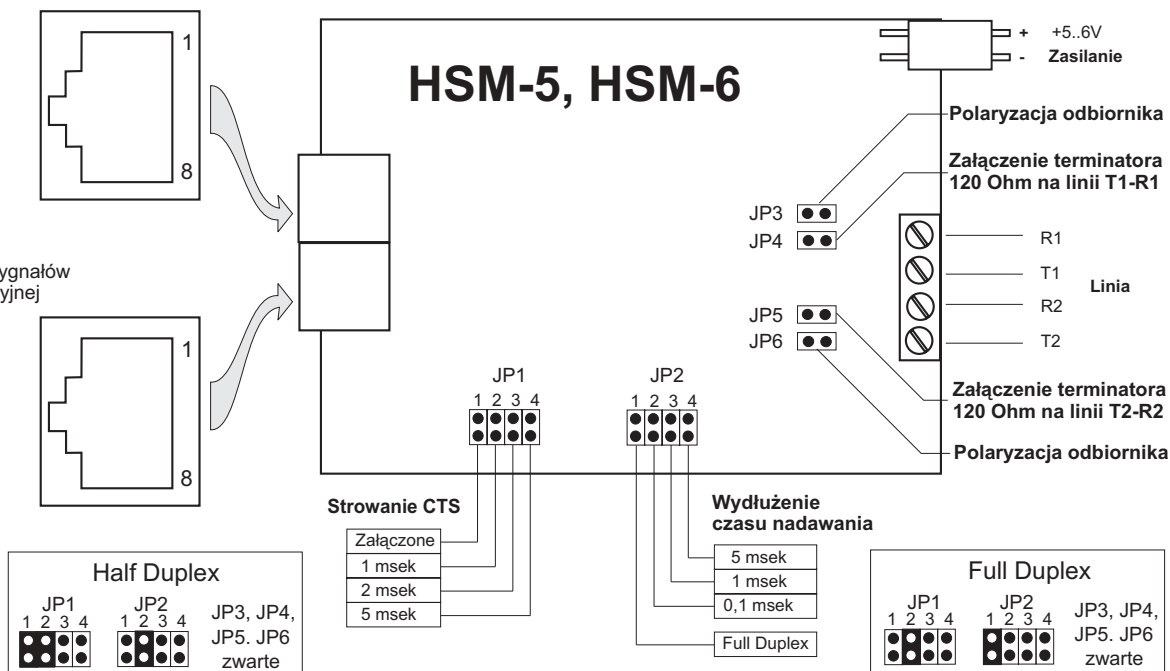 1
8
HSM-5, HSM-6
+ +5..6V
- Zasilanie
Polaryzacja odbiornika
Załączenie terminatora
120 Ohm na linii T1-R1
JP3
JP4
R1
T1
Linia
R2
T2
ygnałów
yjnej
JP5
JP6
1
8
JP1
1 2 3 4
JP2
1 2 3 4
Załączenie terminatora
120 Ohm na linii T2-R2
Polaryzacja odbiornika
Strowanie CTS
Załączone
1 msek
2 msek
5 msek
Wydłużenie
czasu nadawania
5 msek
1 msek
0,1 msek
Full Duplex
Half Duplex
JP1
1 2 3 4
JP2
1 2 3 4
JP3, JP4,
JP5. JP6
zwarte
Full Duplex
JP1
1 2 3 4
JP2
1 2 3 4
JP3, JP4,
JP5. JP6
zwarte